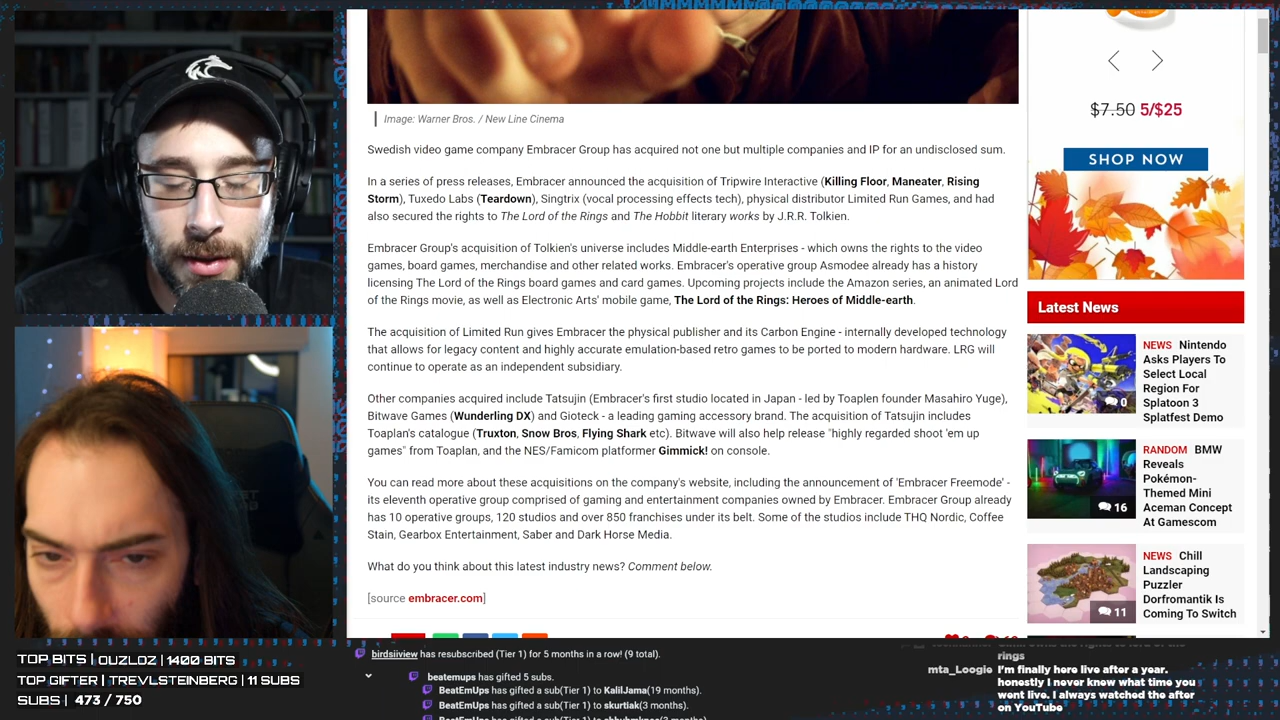 Image: Warner Bros. / New Line Cinema
Swedish video game company Embracer Group has acquired not one but multiple companies and IP for an undisclosed sum.
In a series of press releases, Embracer announced the acquisition of Tripwire Interactive (Killing Floor, Maneater, Rising
Storm), Tuxedo Labs (Teardown), Singtrix (vocal processing effects tech), physical distributor Limited Run Games, and had
also secured the rights to The Lord of the Rings and The Hobbit literary works by J.R.R. Tolkien.
Embracer Group's acquisition of Tolkien's universe includes Middle-earth Enterprises - which owns the rights to the video
games, board games, merchandise and other related works. Embracer's operative group Asmodee already has a history
licensing The Lord of the Rings board games and card games. Upcoming projects include the Amazon series, an animated Lord
of the Rings movie, as well as Electronic Arts' mobile game, The Lord of the Rings: Heroes of Middle-earth.
The acquisition of Limited Run gives Embracer the physical publisher and its Carbon Engine - internally developed technology
that allows for legacy content and highly accurate emulation-based retro games to be ported to modern hardware. LRG will
continue to operate as an independent subsidiary.
Other companies acquired include Tatsujin (Embracer's first studio located in Japan - led by Toaplen founder Masahiro Yuge),
Bitwave Games (Wunderling DX) and Gioteck - a leading gaming accessory brand. The acquisition of Tatsujin includes
Toaplan's catalogue (Truxton, Snow Bros, Flying Shark etc). Bitwave will also help release "highly regarded shoot 'em up
games" from Toaplan, and the NES/Famicom platformer Gimmick! on console.
You can read more about these acquisitions on the company's website, including the announcement of 'Embracer Freemode' -
its eleventh operative group comprised of gaming and entertainment companies owned by Embracer. Embracer Group already
has 10 operative groups, 120 studios and over 850 franchises under its belt. Some of the studios include THQ Nordic, Coffee
Stain, Gearbox Entertainment, Saber and Dark Horse Media.
What do you think about this latest industry news? Comment below.
[source embracer.com]
$7.50 5/$25
SHOP NOW
Latest News
NEWS Nintendo
Asks Players To
Select Local
Region For
Splatoon 3
Splatfest Demo
0
RANDOM BMW
Reveals
Pokémon-
Themed Mini
Aceman Concept
At Gamescom
16
NEWS Chill
Landscaping
Puzzler
Dorfromantik Is
Coming To Switch
11
TOP BITS | OUZLDZ | 1400 BITS
TOP GIFTER | TREVLSTEINBERG | 11 SUBS
SUBS | 473 / 750
birdsiiview has resubscribed (Tier 1) for 5 months in a row! (9 total).
beatemups has gifted 5 subs.
BeatEmUps has gifted a sub(Tier 1) to KalilJama(19 months).
BeatEmUps has gifted a sub(Tier 1) to skurtiak(3 months).
rings
mta_Loogie I'm finally here live after a year.
honestly I never knew what time you
went live. I always watched the after
on YouTube